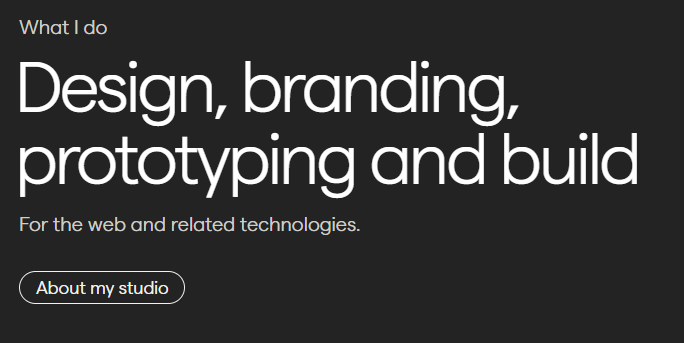 What I do
Design, branding,
prototyping and build
For the web and related technologies.
About my studio